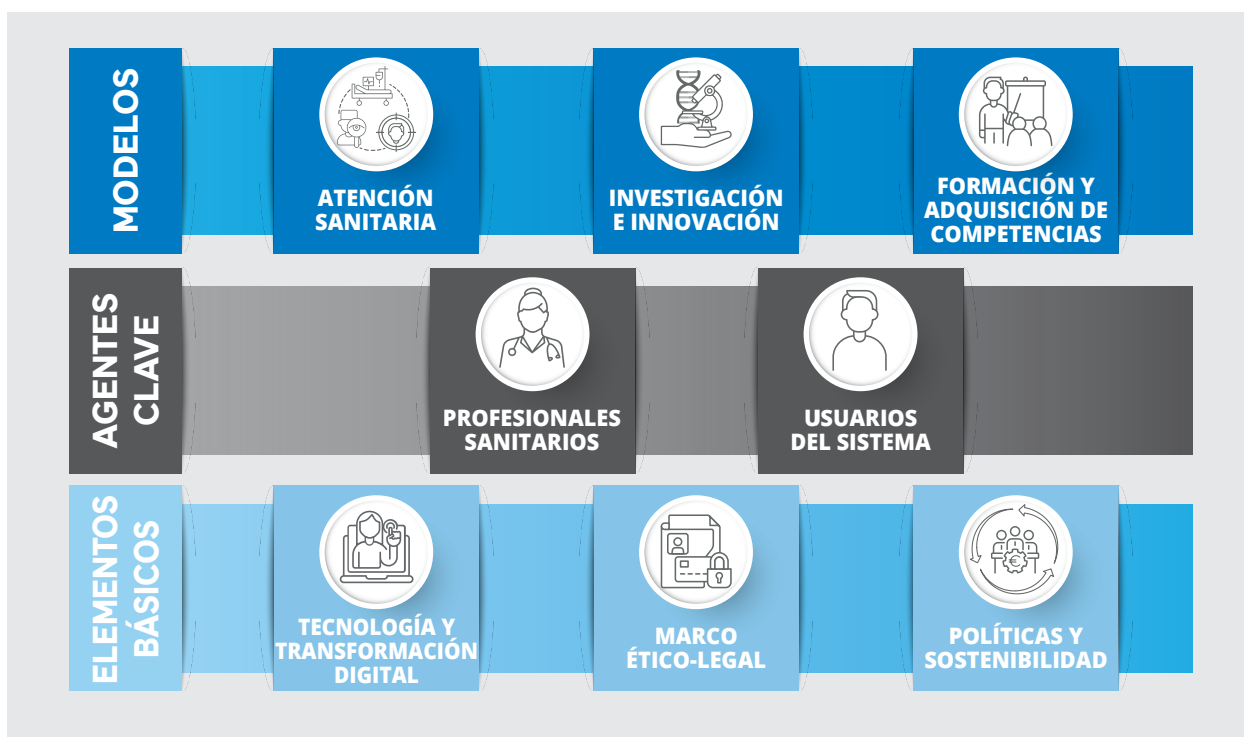 MODELOS
ATENCIÓN
SANITARIA
INVESTIGACIÓN
E INNOVACIÓN
FORMACIÓN Y
ADQUISICIÓN DE
COMPETENCIAS
AGENTES
CLAVE
PROFESIONALES
SANITARIOS
USUARIOS
DEL SISTEMA
ELEMENTOS
BÁSICOS
TECNOLOGÍA Y
TRANSFORMACIÓN
DIGITAL
MARCO
ÉTICO-LEGAL
€
POLÍTICAS Y
SOSTENIBILIDAD